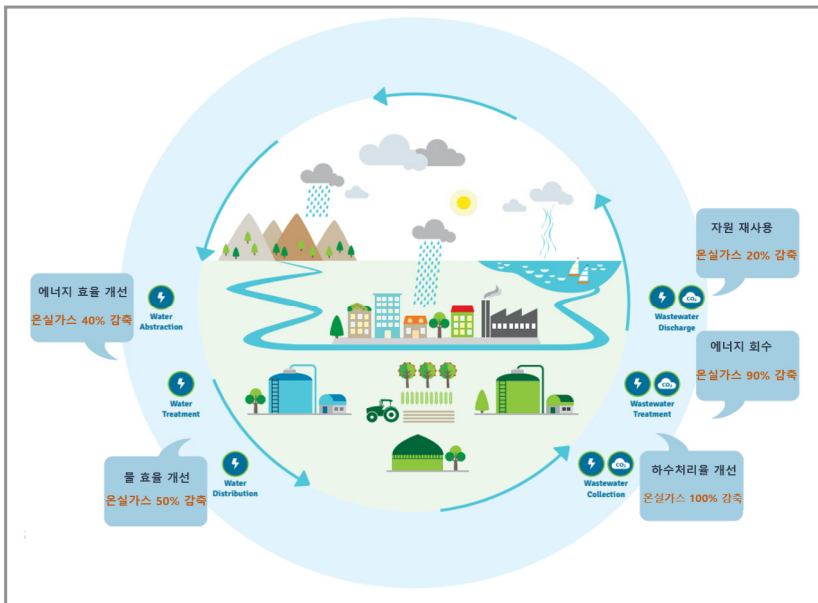 자원 재사용
온실가스 20% 감축
에너지 효율 개선
온실가스 40% 감축
Water
Abstraction
CO₂
Wastewater
Discharge
에너지 회수
온실가스 90% 감축
Water
Treatment
CO₂
Wastewater
Treatment
물 효율 개선
온실가스 50% 감축
Water
Distribution
CO₂
Wastewater
Collection
하수처리율 개선
온실가스 100% 감축
;